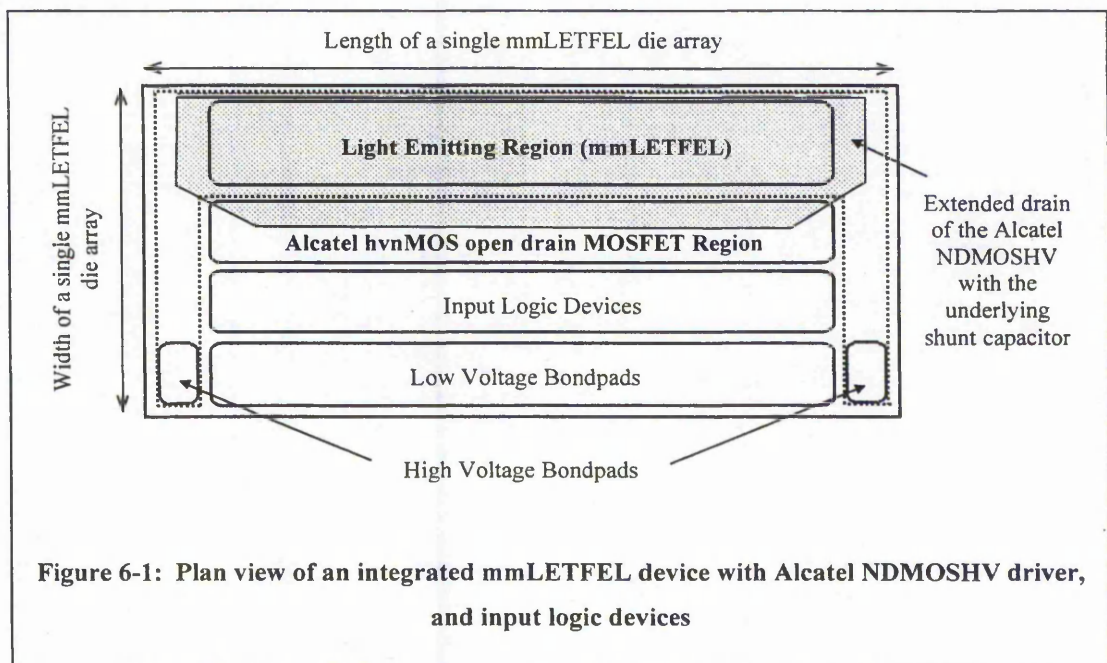 Length of a single mmLETFEL die array
Width of a single mmLETFEL
die array
Light Emitting Region (mmLETFEL)
Alcatel hvnMOS open drain MOSFET Region
Input Logic Devices
Low Voltage Bondpads
Extended drain
of the Alcatel
NDMOSHV
with the
underlying
shunt capacitor
High Voltage Bondpads
Figure 6-1: Plan view of an integrated mmLETFEL device with Alcatel NDMOSHV driver,
and input logic devices